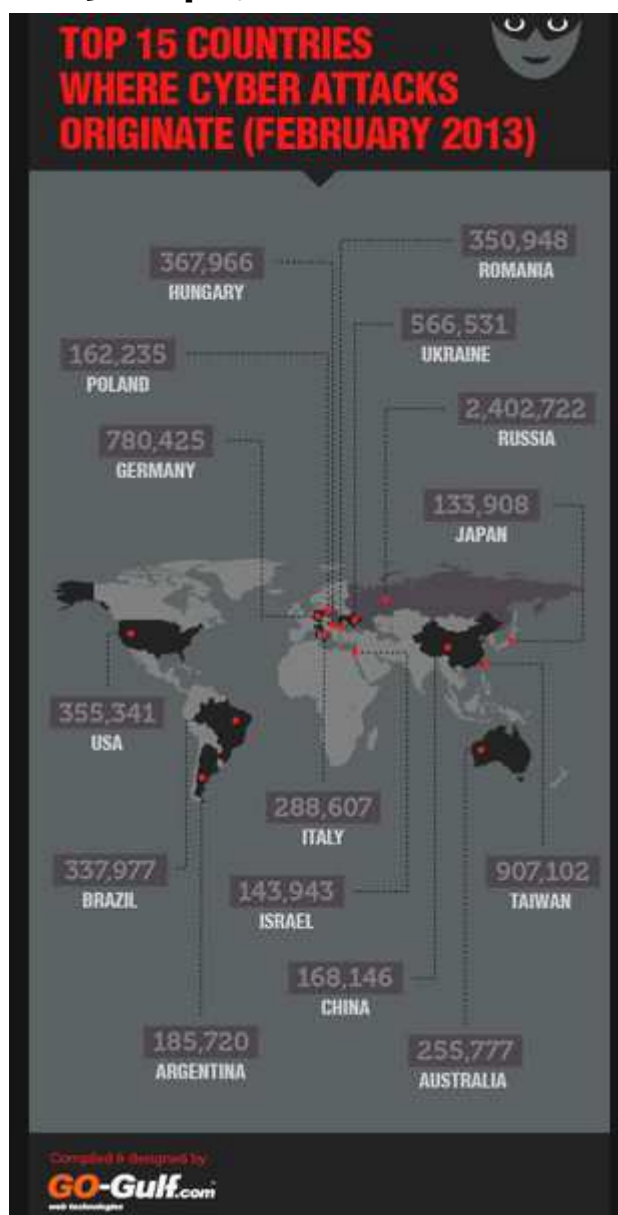 TOP 15 COUNTRIES
WHERE CYBER ATTACKS
ORIGINATE (FEBRUARY 2013)
367,966
HUNGARY
350,948
ROMANIA
566,531
UKRAINE
162,235
POLAND
2,402,722
RUSSIA
780,425
GERMANY
133,908
JAPAN
355,341
USA
288,607
ITALY
337,977
BRAZIL
143,943
ISRAEL
907,102
TAIWAN
168,146
CHINA
185,720
ARGENTINA
255,777
AUSTRALIA
Compiled & designed by
GO-Gulf.com
web technologies